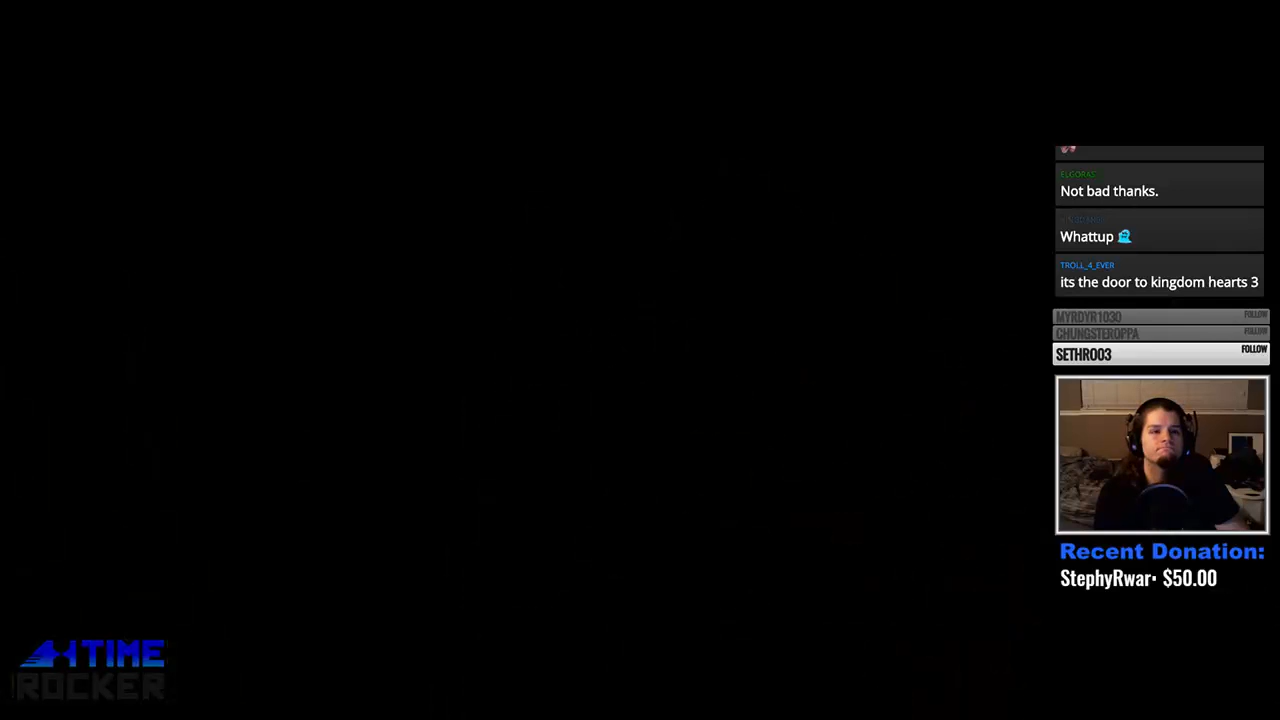 ELGORAS
Not bad thanks.
Whattup
TROLL_4_EVER
its the door to kingdom hearts 3
MYRDYR1030 FOLLOW
CHUNGSTEROPPA FOLLOW
SETHR003 FOLLOW
Recent Donation:
StephyRwar· $50.00
TIME
ROCKER